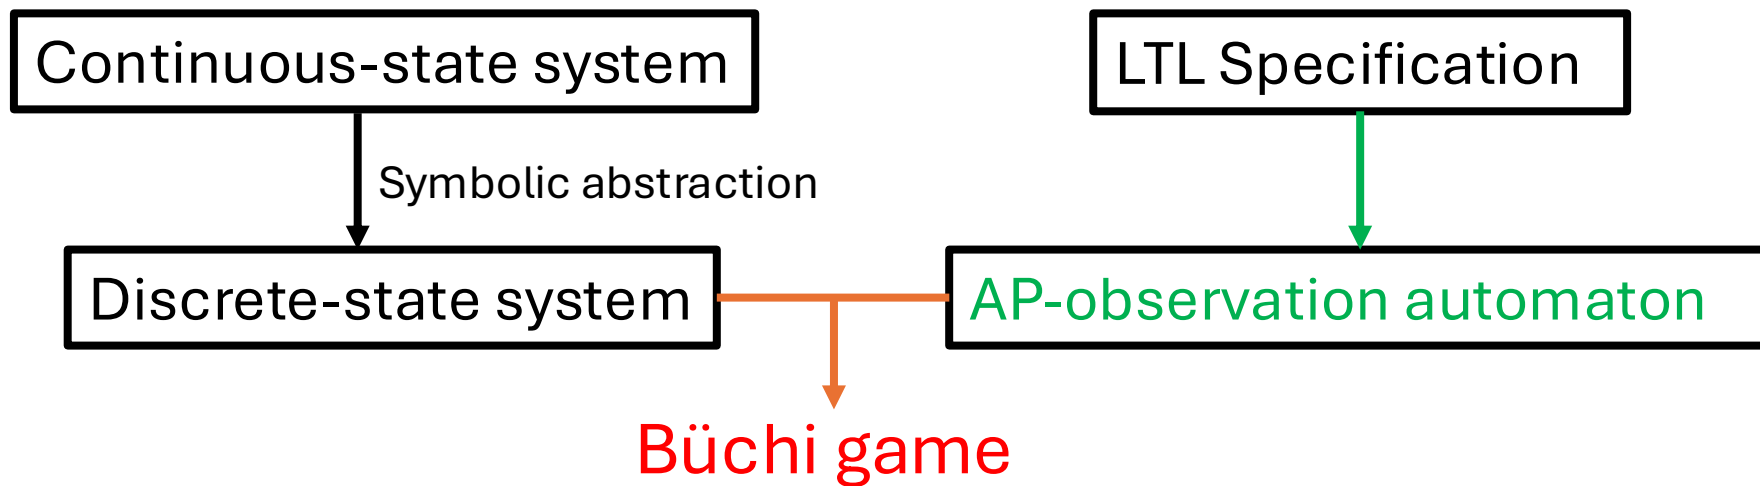 Continuous-state system
LTL Specification
Symbolic abstraction
Discrete-state system
AP-observation automaton
Büchi game